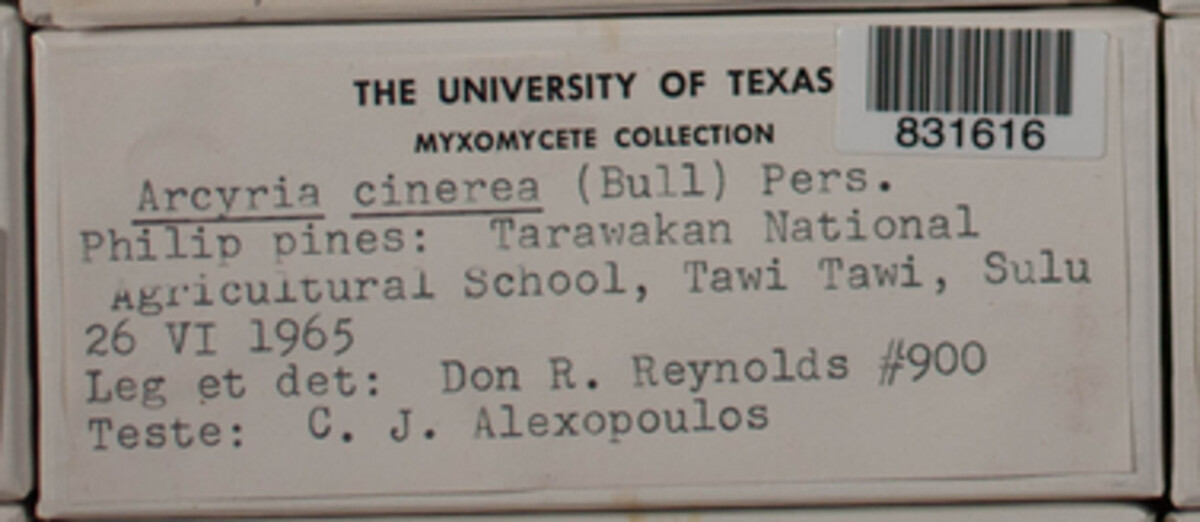 THE UNIVERSITY OF TEXAS
MYXOMYCETE COLLECTION
831616
Arcyria cinerea (Bull) Pers.
Philip pines: Tarawakan National
Agricultural School, Tawi Tawi, Sulu
26 VI 1965
Leg et det: Don R. Reynolds #900
Teste: C. J. Alexopoulos